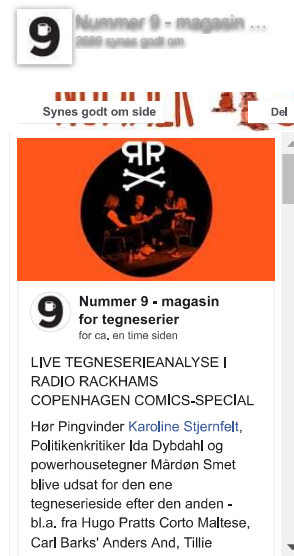 9
Nummer 9 - magasin ...
2689 synes godt om
Synes godt om side
Del
RR
9
Nummer 9 - magasin
for tegneserier
for ca. en time siden
LIVE TEGNESERIEANALYSE I
RADIO RACKHAMS
COPENHAGEN COMICS-SPECIAL
Hør Pingvinder Karoline Stjernfelt,
Politikenkritiker Ida Dybdahl og
powerhousetegner Mårdøn Smet
blive udsat for den ene
tegneserieside efter den anden -
bl.a. fra Hugo Pratts Corto Maltese,
Carl Barks' Anders And, Tillie